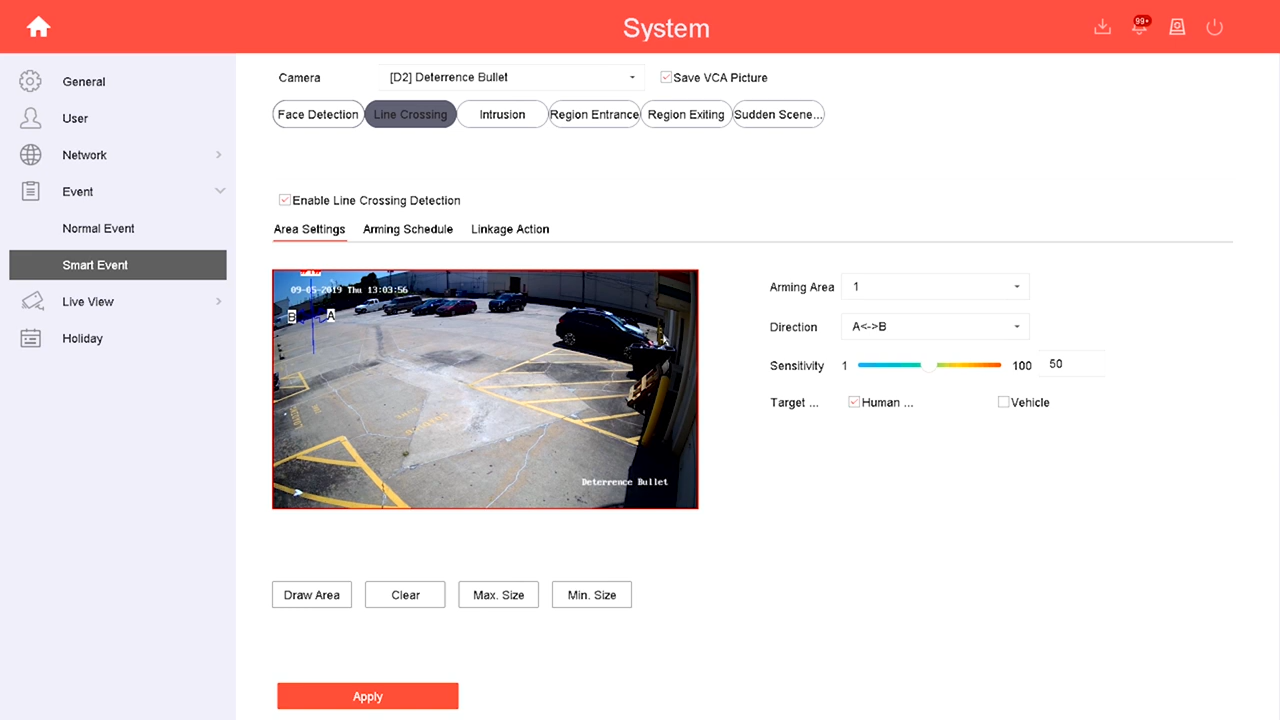 System
99+
General
User
Network
Event
Normal Event
Smart Event
Live View
Holiday
Camera [D2] Deterrence Bullet Save VCA Picture
Face Detection Line Crossing Intrusion Region Entrance Region Exiting Sudden Scene...
Enable Line Crossing Detection
Area Settings Arming Schedule Linkage Action
09-05-2019 Thu 13:03:56
B A
Deterrence Bullet
Arming Area 1
Direction A<->B
Sensitivity 1 100 50
Target ... Human ... Vehicle
Draw Area Clear Max. Size Min. Size
Apply